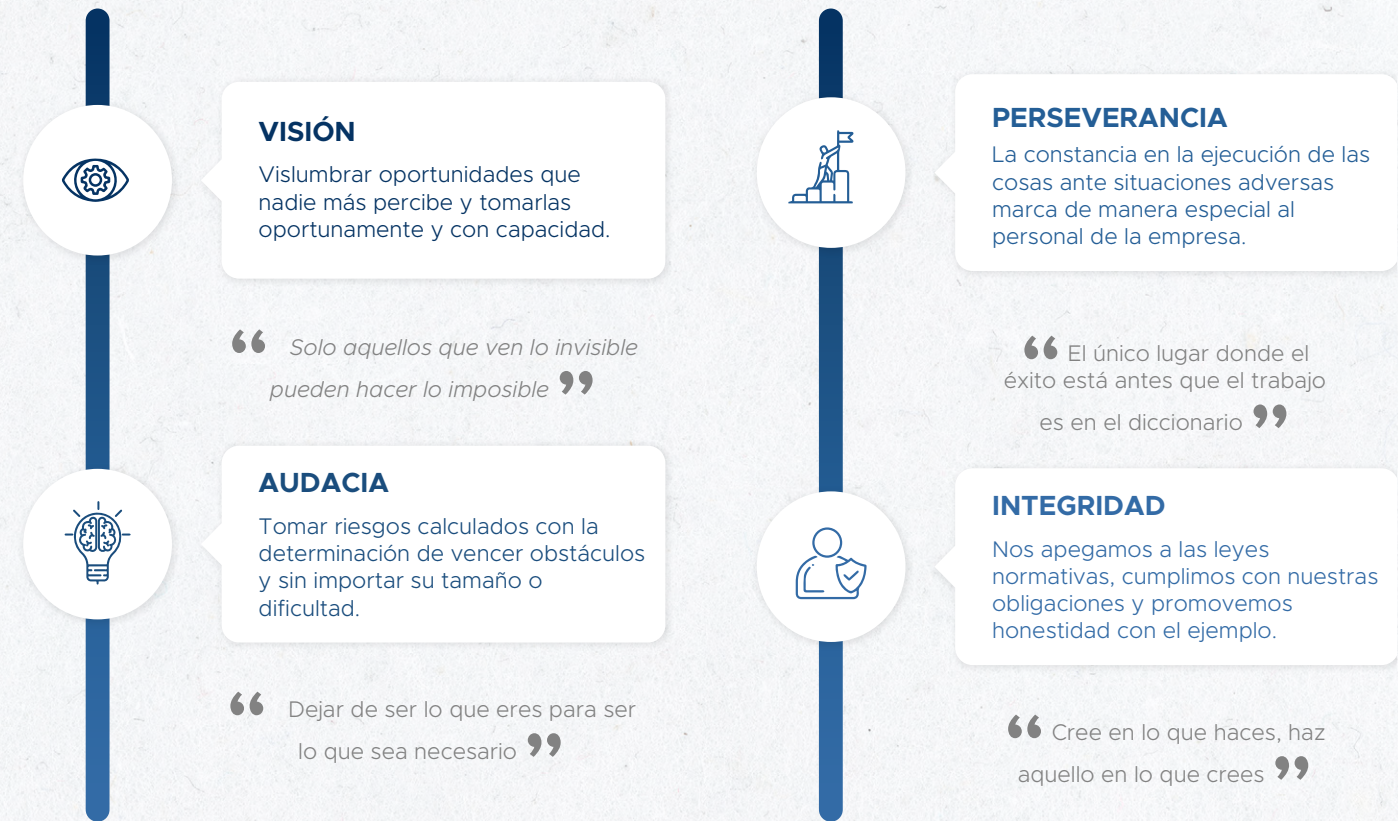 VISIÓN
Vislumbrar oportunidades que
nadie más percibe y tomarlas
oportunamente y con capacidad.
“ Solo aquellos que ven lo invisible
pueden hacer lo imposible ”
AUDACIA
Tomar riesgos calculados con la
determinación de vencer obstáculos
y sin importar su tamaño o
dificultad.
“ Dejar de ser lo que eres para ser
lo que sea necesario ”
PERSEVERANCIA
La constancia en la ejecución de las
cosas ante situaciones adversas
marca de manera especial al
personal de la empresa.
“ El único lugar donde el
éxito está antes que el trabajo
es en el diccionario ”
INTEGRIDAD
Nos apegamos a las leyes
normativas, cumplimos con nuestras
obligaciones y promovemos
honestidad con el ejemplo.
“ Cree en lo que haces, haz
aquello en lo que crees ”